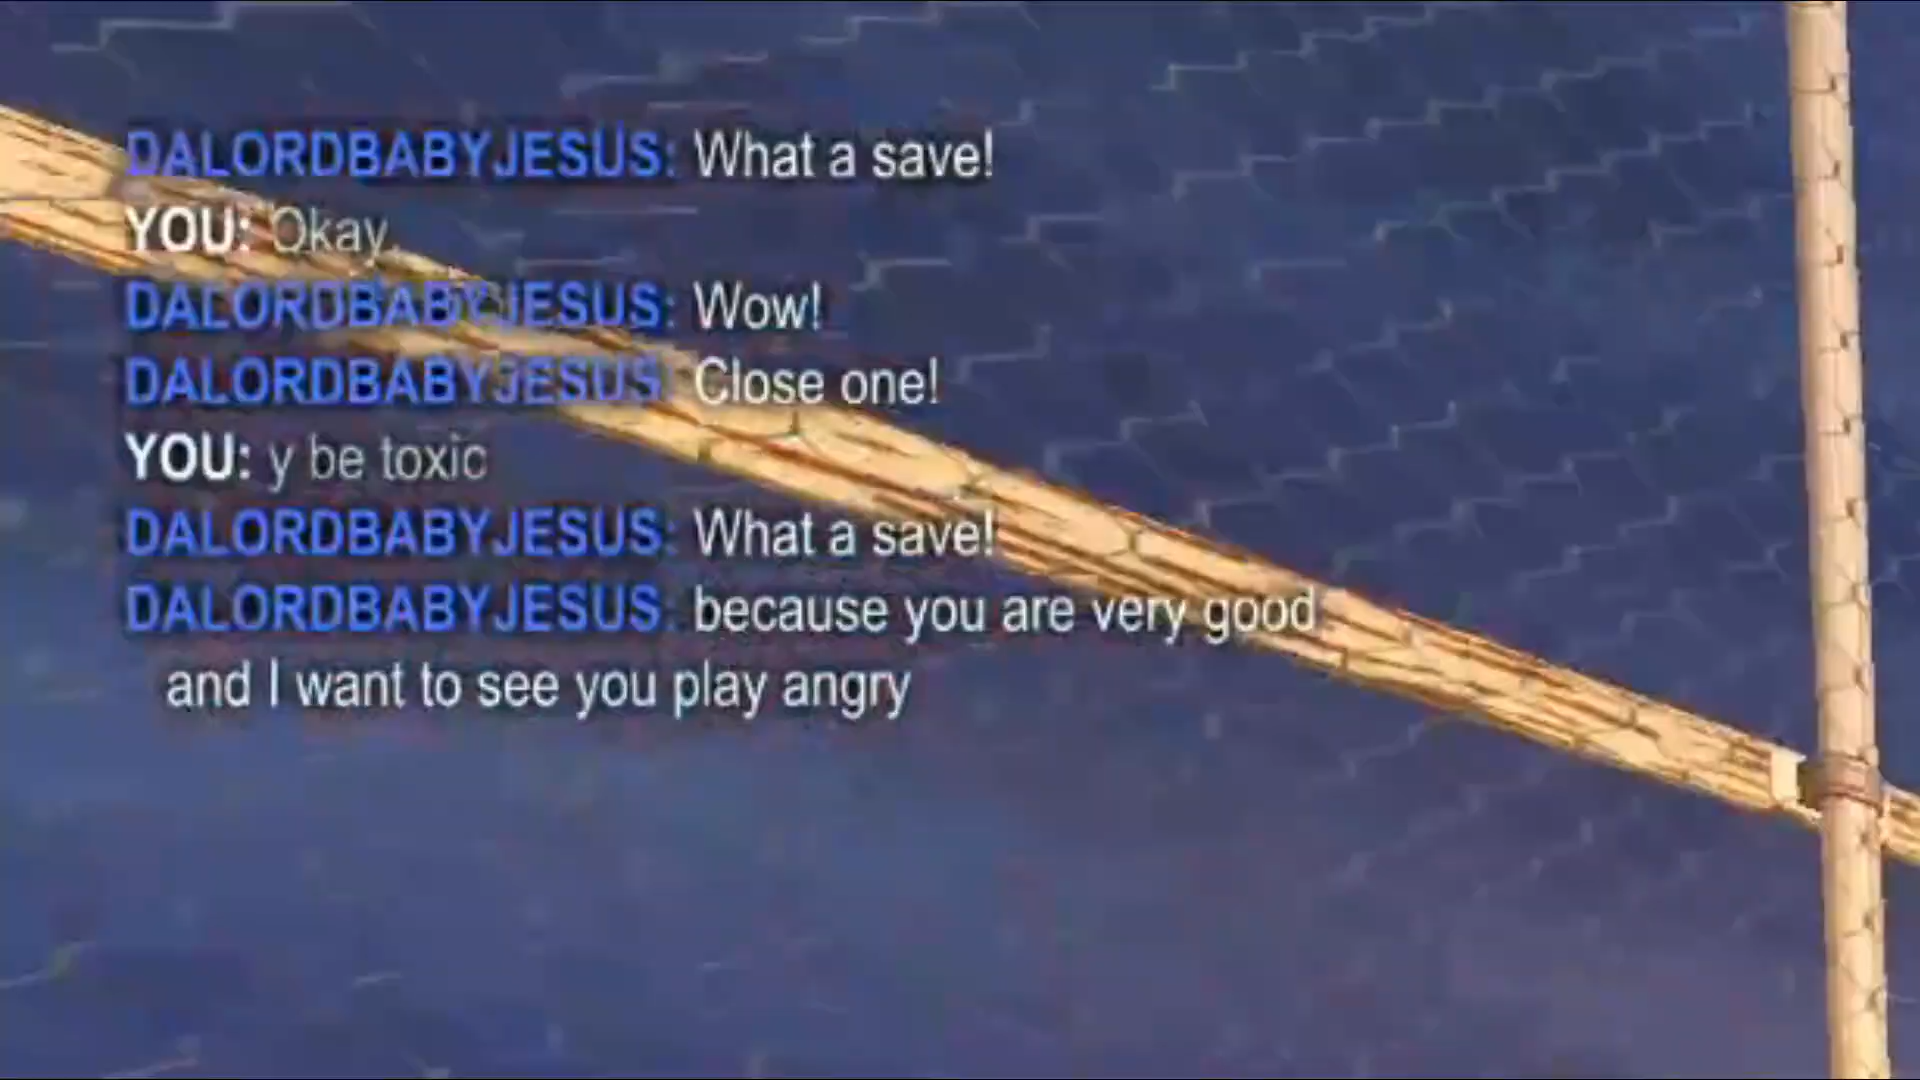 DALORDBABYJESUS: What a save!
YOU: Okay.
DALORDBABYJESUS: Wow!
DALORDBABYJESUS: Close one!
YOU: y be toxic
DALORDBABYJESUS: What a save!
DALORDBABYJESUS: because you are very good
and I want to see you play angry